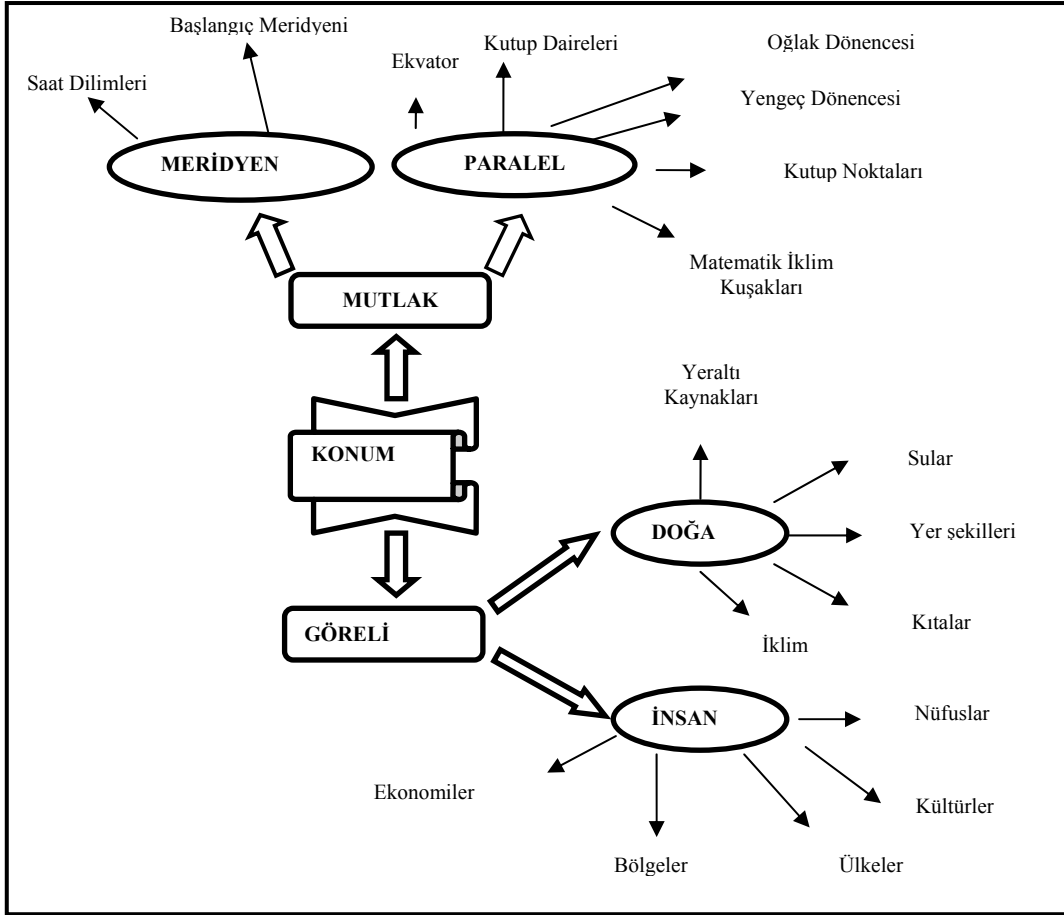 Başlangıç Meridyeni
Kutup Daireleri
Oğlak Dönencesi
Ekvator
Saat Dilimleri
Yengeç Dönencesi
MERİDYEN
PARALEL
Kutup Noktaları
Matematik İklim
Kuşakları
MUTLAK
Yeraltı
Kaynakları
KONUM
Sular
DOĞA
Yer şekilleri
GÖRELİ
Kıtalar
İklim
İNSAN
Nüfuslar
Ekonomiler
Kültürler
Bölgeler
Ülkeler